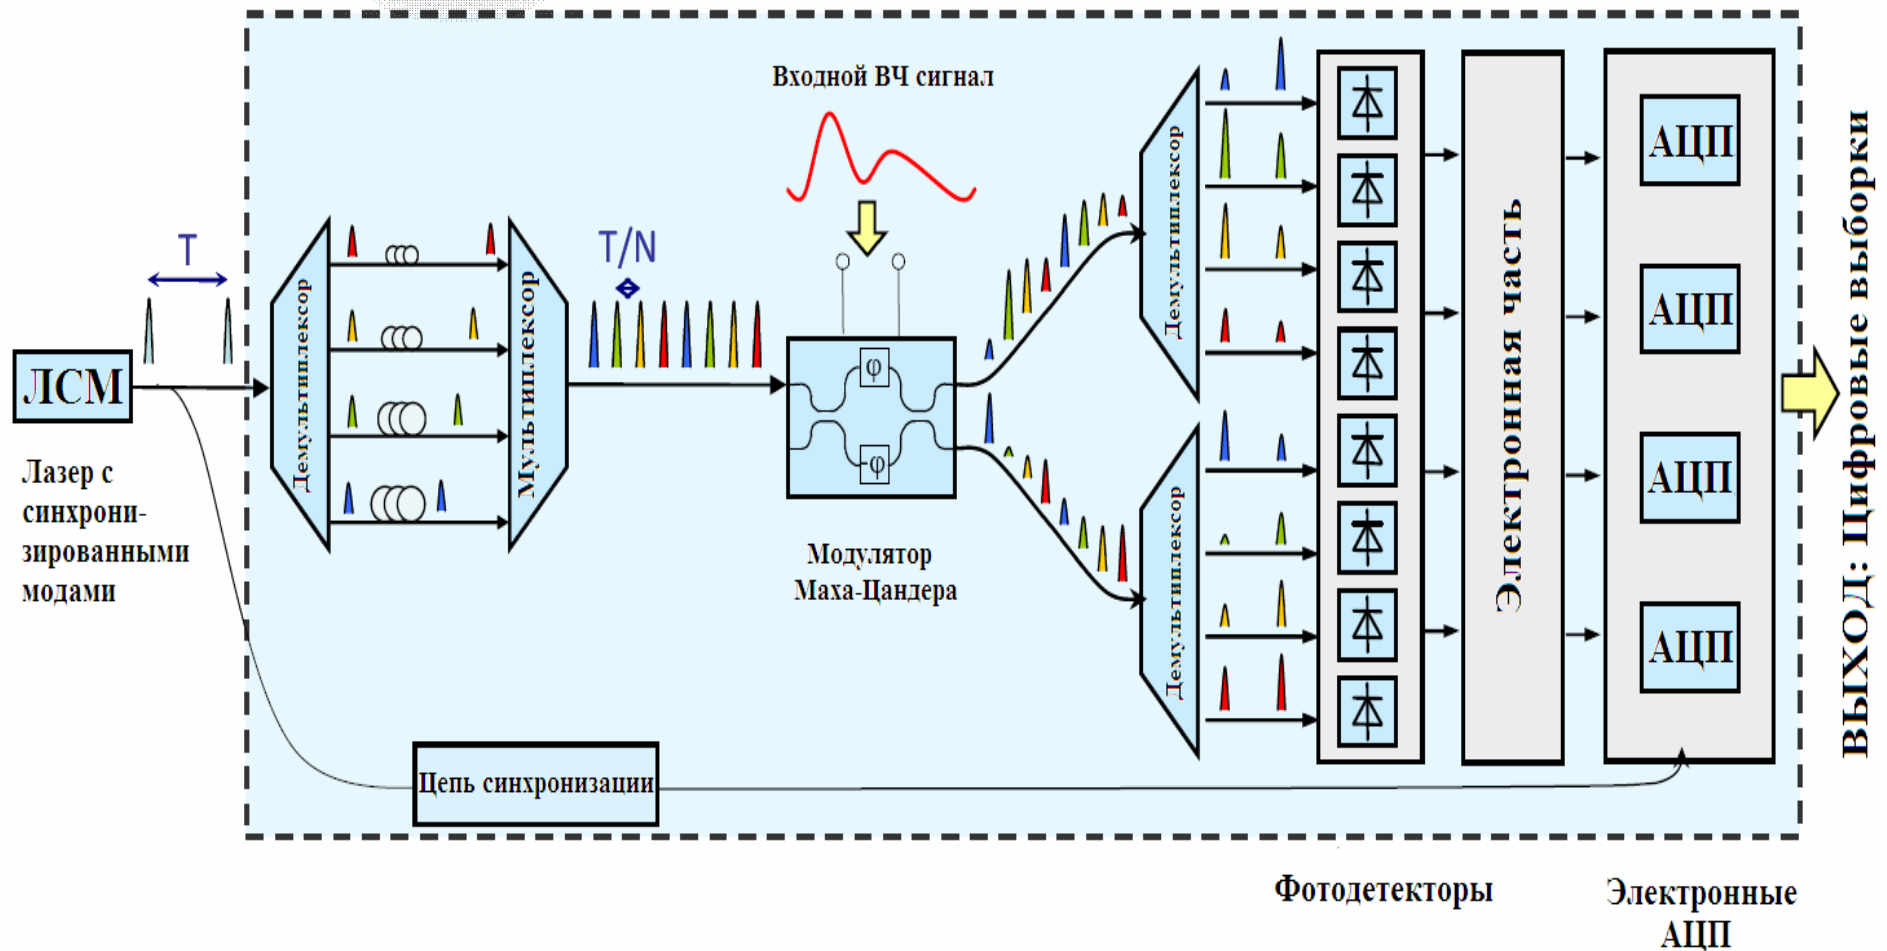 Входной ВЧ сигнал
T
T/N
ЛСМ
Лазер с
синхрони-
зированными
модами
Демультиплексор
Мультиплексор
φ
-φ
Модулятор
Маха-Цандера
Демультиплексор
Демультиплексор
Электронная часть
АЦП
АЦП
АЦП
АЦП
ВЫХОД: Цифровые выборки
Цепь синхронизации
Фотодетекторы
Электронные
АЦП